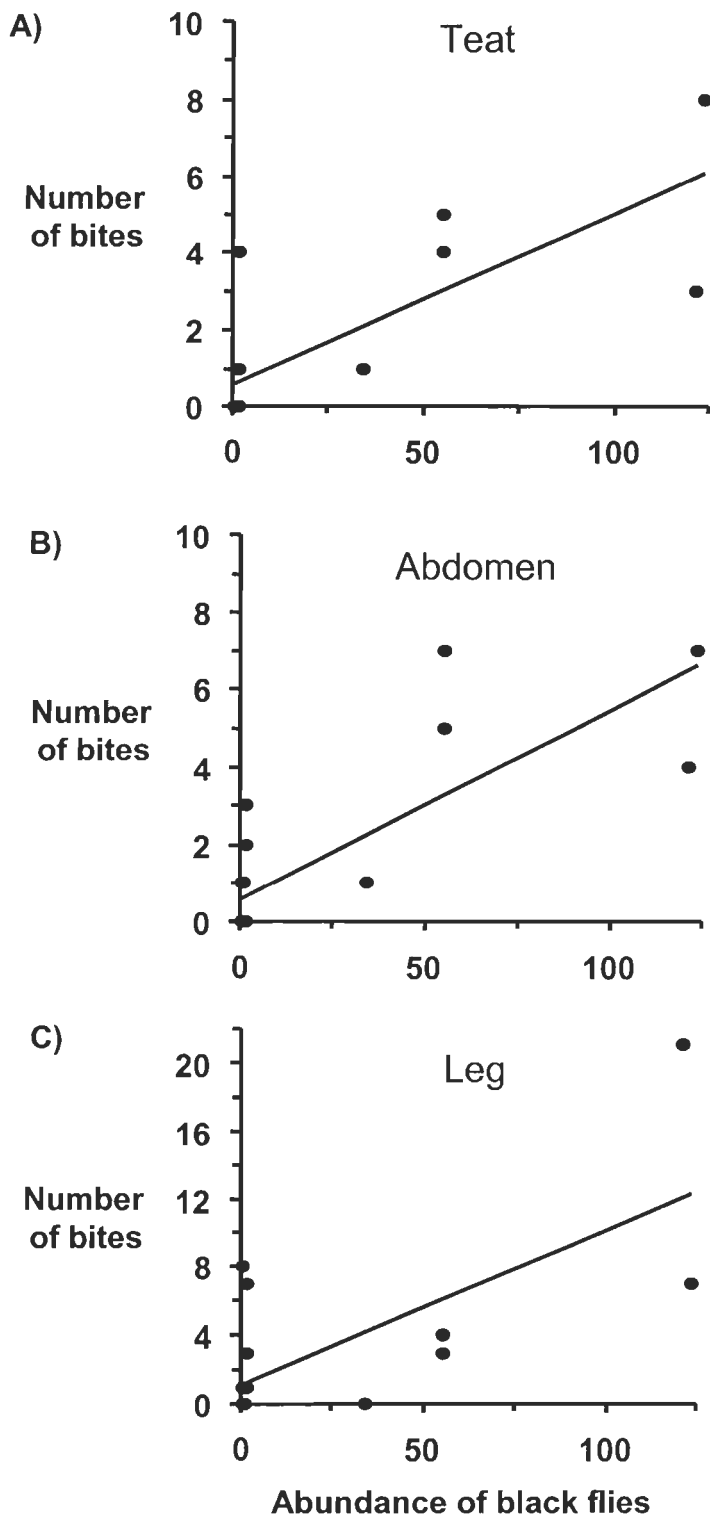 A)
Teat
10
8
6
4
2
0
Number
of bites
0 50 100
B)
Abdomen
10
8
6
4
2
0
Number
of bites
0 50 100
C)
Leg
20
16
12
8
4
0
Number
of bites
0 50 100
Abundance of black flies